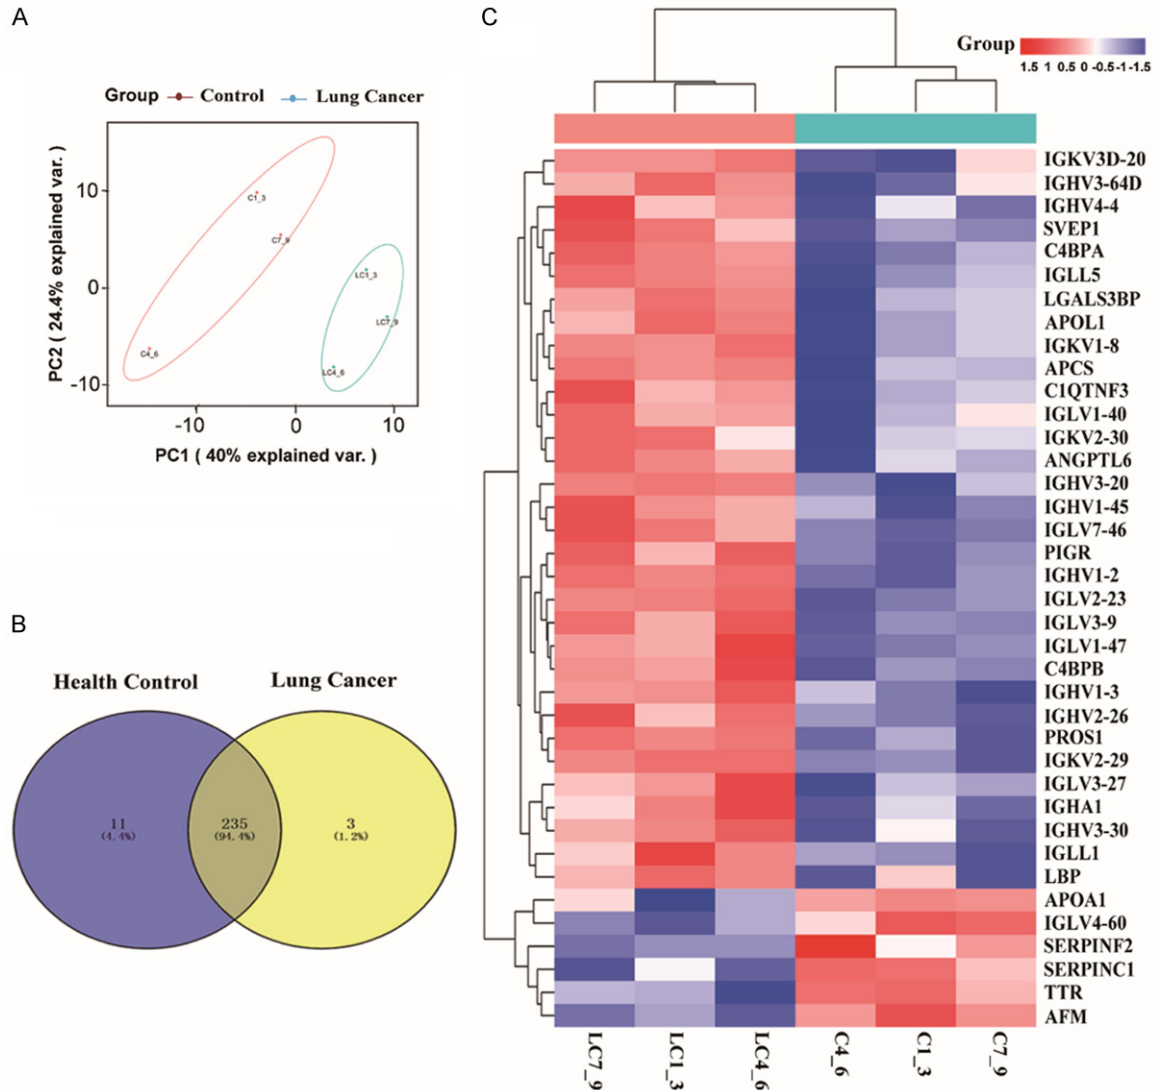 A
Group Control Lung Cancer
PC2 ( 24.4% explained var. )
10
0
-10
C1_3
C7_9
LC1_3
LC7_9
C4_6
LC4_6
-10 0 10
PC1 ( 40% explained var. )
B
Health Control
Lung Cancer
11
(4.4%)
235
(94.4%)
3
(1.2%)
C
Group
1.5 1 0.5 0 -0.5 -1 -1.5
IGKV3D-20
IGHV3-64D
IGHV4-4
SVEP1
C4BPA
IGLL5
LGALS3BP
APOL1
IGKV1-8
APCS
C1QTNF3
IGLV1-40
IGKV2-30
ANGPTL6
IGHV3-20
IGHV1-45
IGLV7-46
PIGR
IGHV1-2
IGLV2-23
IGLV3-9
IGLV1-47
C4BPB
IGHV1-3
IGHV2-26
PROS1
IGKV2-29
IGLV3-27
IGHA1
IGHV3-30
IGLL1
LBP
APOA1
IGLV4-60
SERPINF2
SERPINC1
TTR
AFM
LC7_9
LC1_3
LC4_6
C4_6
C1_3
C7_9